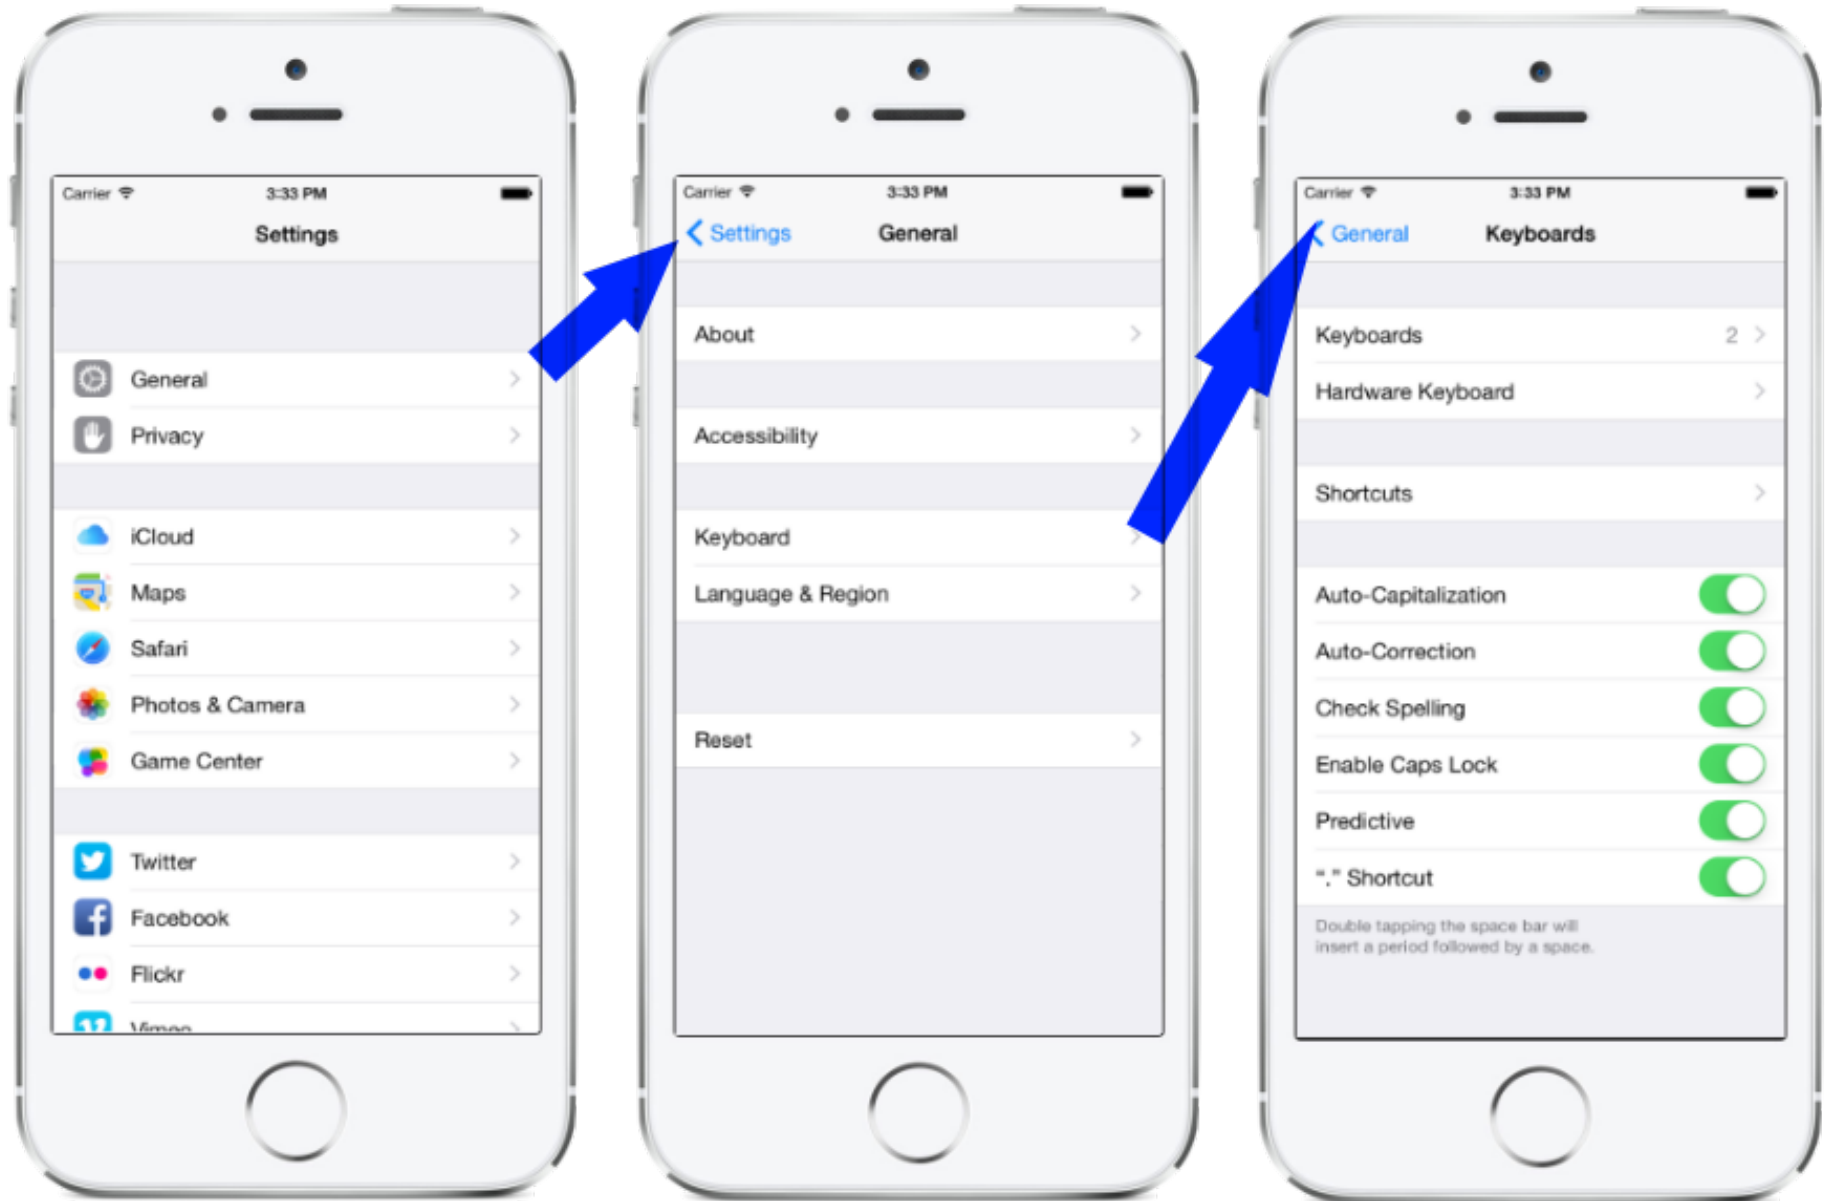 Carrier 3:33 PM
Settings
General
Privacy
iCloud
Maps
Safari
Photos & Camera
Game Center
Twitter
Facebook
Flickr
Vimeo
Carrier 3:33 PM
Settings General
About
Accessibility
Keyboard
Language & Region
Reset
Carrier 3:33 PM
General Keyboards
Keyboards 2
Hardware Keyboard
Shortcuts
Auto-Capitalization
Auto-Correction
Check Spelling
Enable Caps Lock
Predictive
“.” Shortcut
Double tapping the space bar will
insert a period followed by a space.